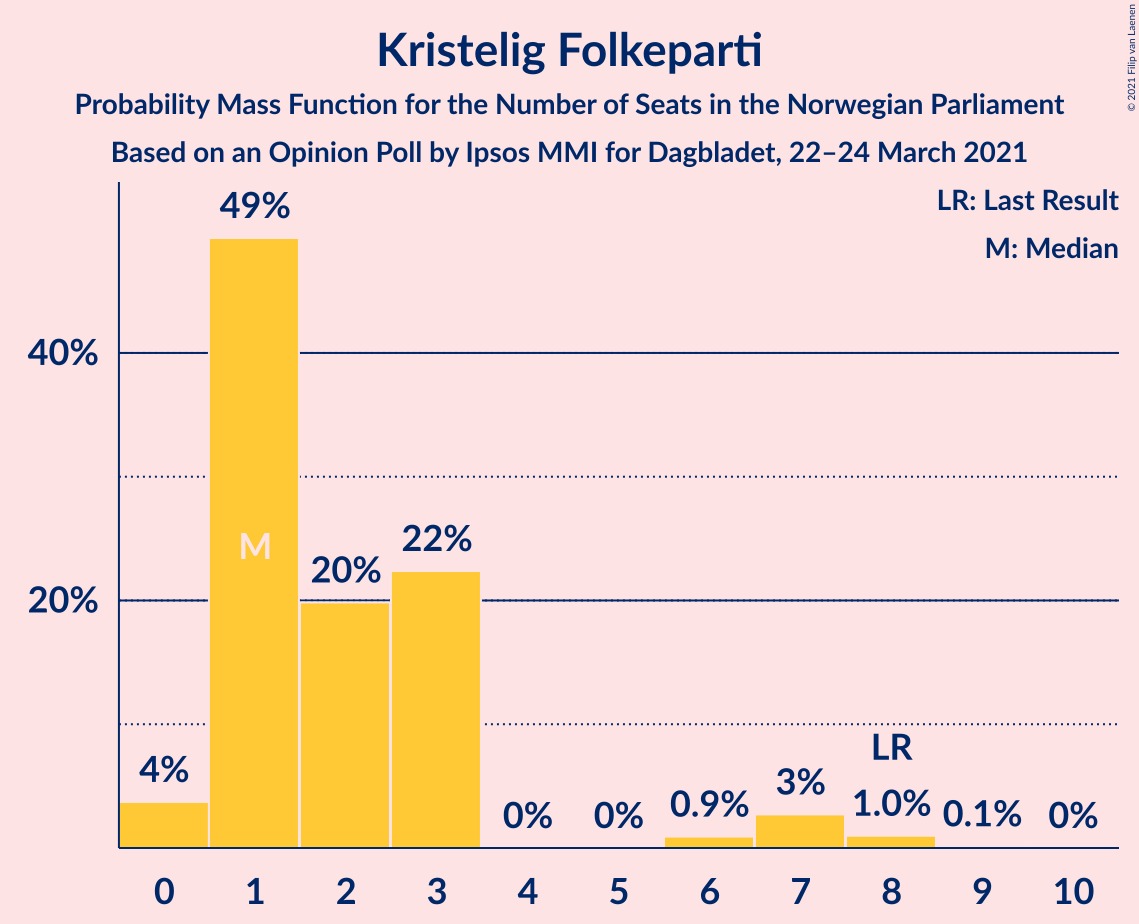 Kristelig Folkeparti
Probability Mass Function for the Number of Seats in the Norwegian Parliament
Based on an Opinion Poll by Ipsos MMI for Dagbladet, 22–24 March 2021
© 2021 Filip van Laenen
LR: Last Result
M: Median
49%
40%
M
22%
20%
20%
LR
4%
3%
0%
0%
0.9%
1.0%
0.1%
0%
0 1 2 3 4 5 6 7 8 9 10